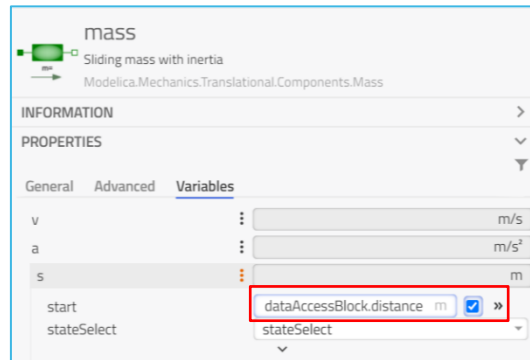 mass
Sliding mass with inertia
Modelica.Mechanics.Translational.Components.Mass
INFORMATION
PROPERTIES
General Advanced Variables
v m/s
a m/s²
s m
start dataAccessBlock.distance m »
stateSelect stateSelect